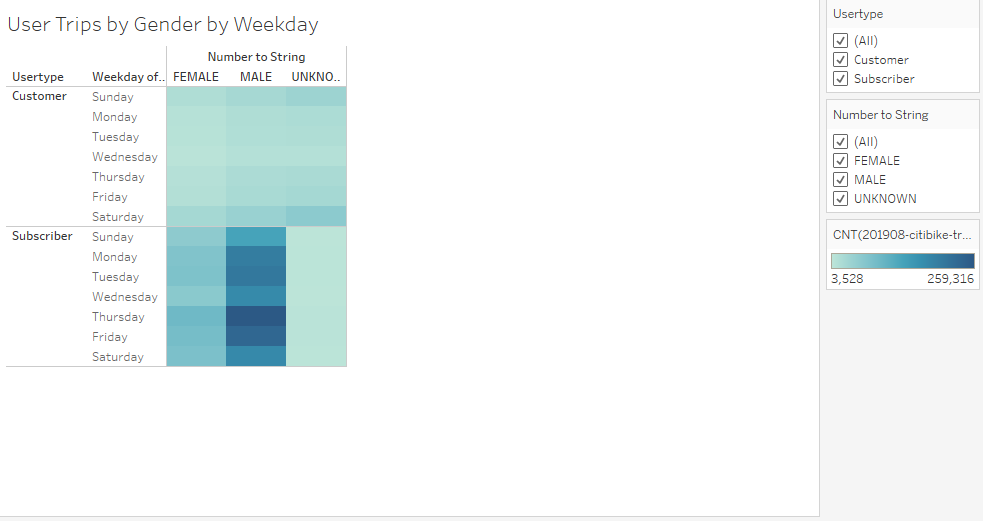 User Trips by Gender by Weekday
Number to String
Usertype Weekday of.. FEMALE MALE UNKNO..
Customer Sunday
Monday
Tuesday
Wednesday
Thursday
Friday
Saturday
Subscriber Sunday
Monday
Tuesday
Wednesday
Thursday
Friday
Saturday
Usertype
(All)
Customer
Subscriber
Number to String
(All)
FEMALE
MALE
UNKNOWN
CNT(201908-citibike-tr...
3,528 259,316